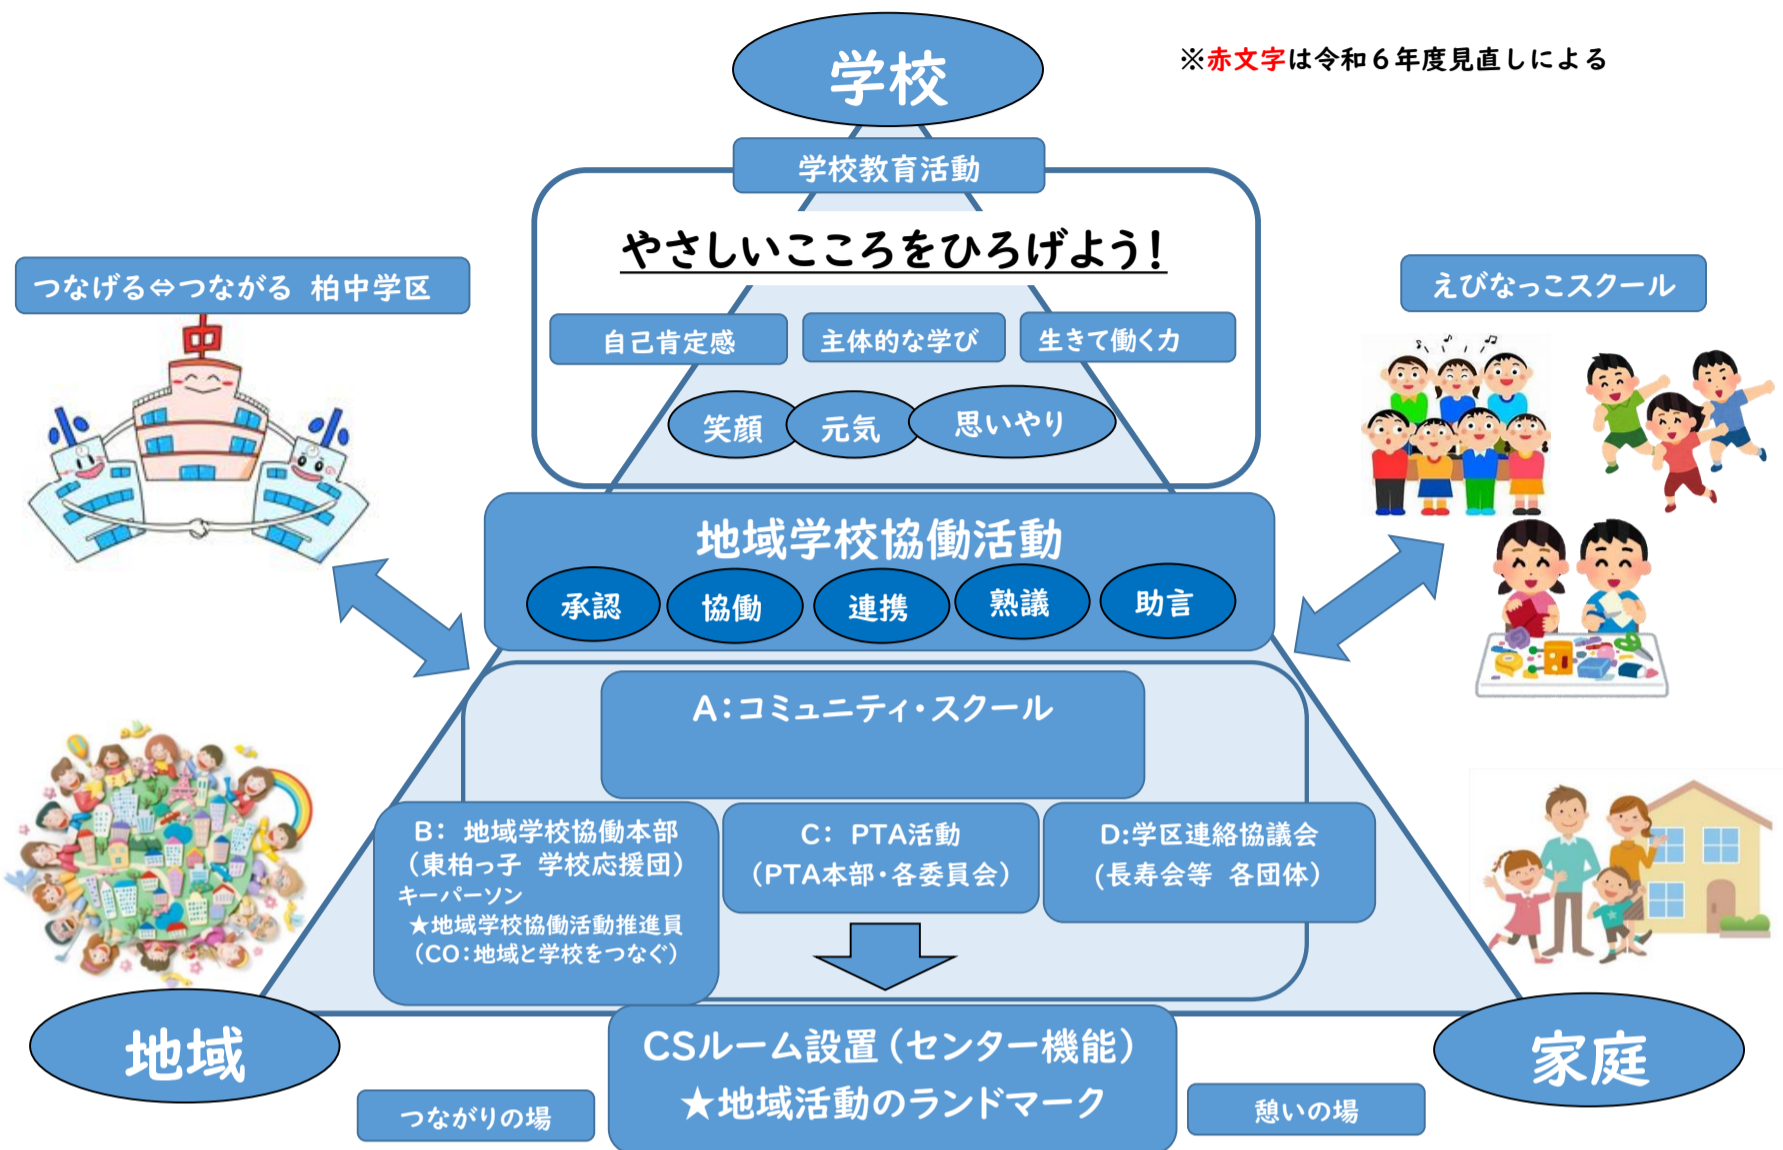 学校
※赤文字は令和６年度見直しによる
学校教育活動
やさしいこころをひろげよう！
つなげる⇔つながる 柏中学区
えびなっこスクール
中
自己肯定感
主体的な学び
生きて働く力
笑顔
元気
思いやり
地域学校協働活動
承認
協働
連携
熟議
助言
A：コミュニティ・スクール
B： 地域学校協働本部
（東柏っ子 学校応援団）
キーパーソン
★地域学校協働活動推進員
（CO：地域と学校をつなぐ）
C： PTA活動
（PTA本部・各委員会）
D:学区連絡協議会
(長寿会等 各団体）
地域
家庭
CSルーム設置（センター機能）
★地域活動のランドマーク
つながりの場
憩いの場